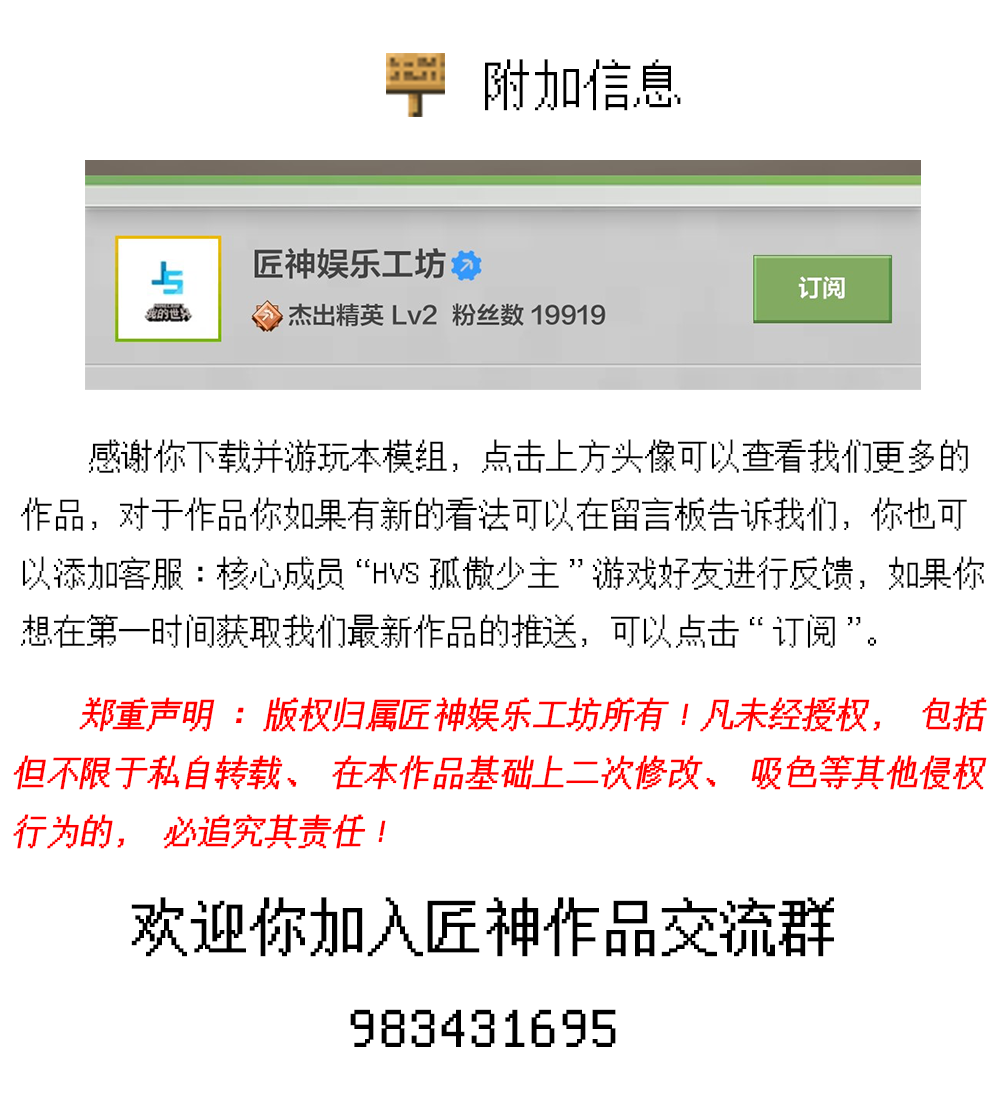 附加信息
匠神娱乐工坊
JS
我的世界
杰出精英 Lv2 粉丝数 19919
订阅
感谢你下载并游玩本模组，点击上方头像可以查看我们更多的
作品，对于作品你如果有新的看法可以在留言板告诉我们，你也可
以添加客服：核心成员“HVS 孤傲少主”游戏好友进行反馈，如果你
想在第一时间获取我们最新作品的推送，可以点击“订阅”。
郑重声明：版权归属匠神娱乐工坊所有！凡未经授权，包括
但不限于私自转载、在本作品基础上二次修改、吸色等其他侵权
行为的，必追究其责任！
欢迎你加入匠神作品交流群
983431695